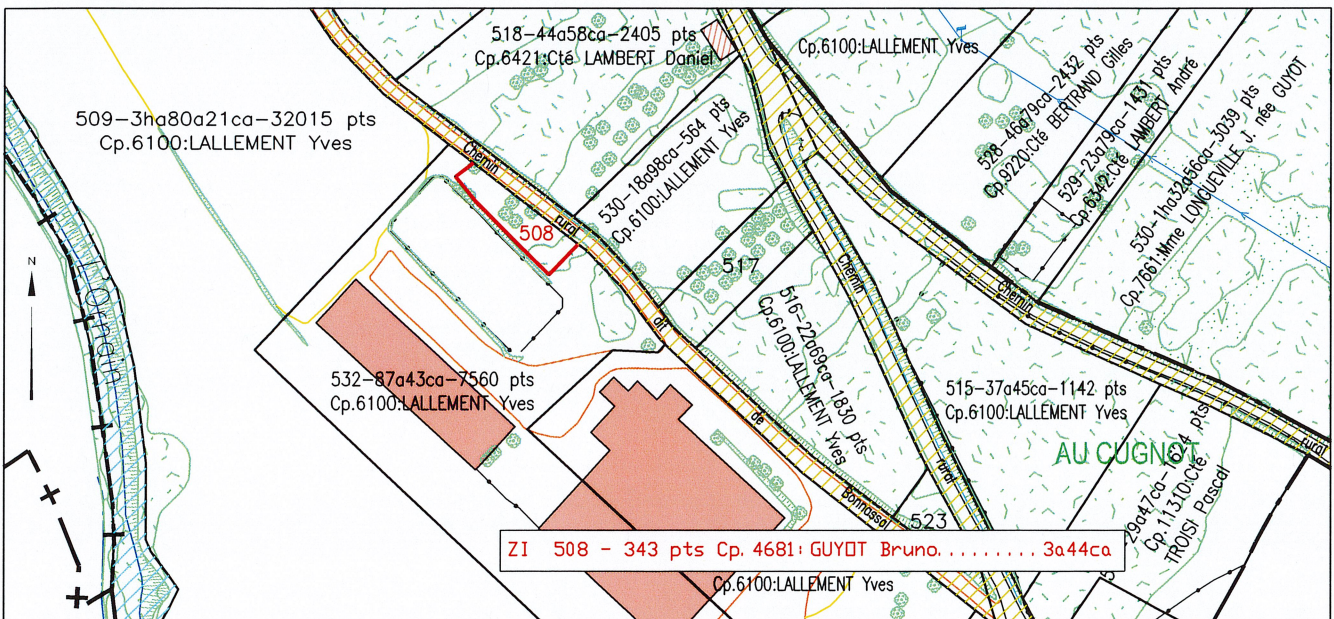 518-44a58ca-2405 pts
Cp.6421:Cté LAMBERT Daniel
Cp.6100:LALLEMENT Yves
509-3ha80a21ca-32015 pts
Cp.6100:LALLEMENT Yves
528-46a79ca-2432 pts
Cp.9220:Cté BERTRAND Gilles
529-23a79ca-1431 pts
Cp.6342:Cté LAMBERT André
530-1ha32a56ca-3039 pts
Cp.7661:Mme LONGUEVILLE J. née GUYOT
530-18a98ca-564 pts
Cp.6100:LALLEMENT Yves
Chemin
rural
dit
de
Bonnassal
508
517
N
Lornain
Chemin
rural
Chemin
rural
516-22a69ca-1830 pts
Cp.6100:LALLEMENT Yves
532-87a43ca-7560 pts
Cp.6100:LALLEMENT Yves
515-37a45ca-1142 pts
Cp.6100:LALLEMENT Yves
AU CUGNOT
Cp.11310:Cté
TROISI Pascal
523
ZI 508 - 343 pts Cp. 4681: GUYOT Bruno.........3a44ca
Cp.6100:LALLEMENT Yves